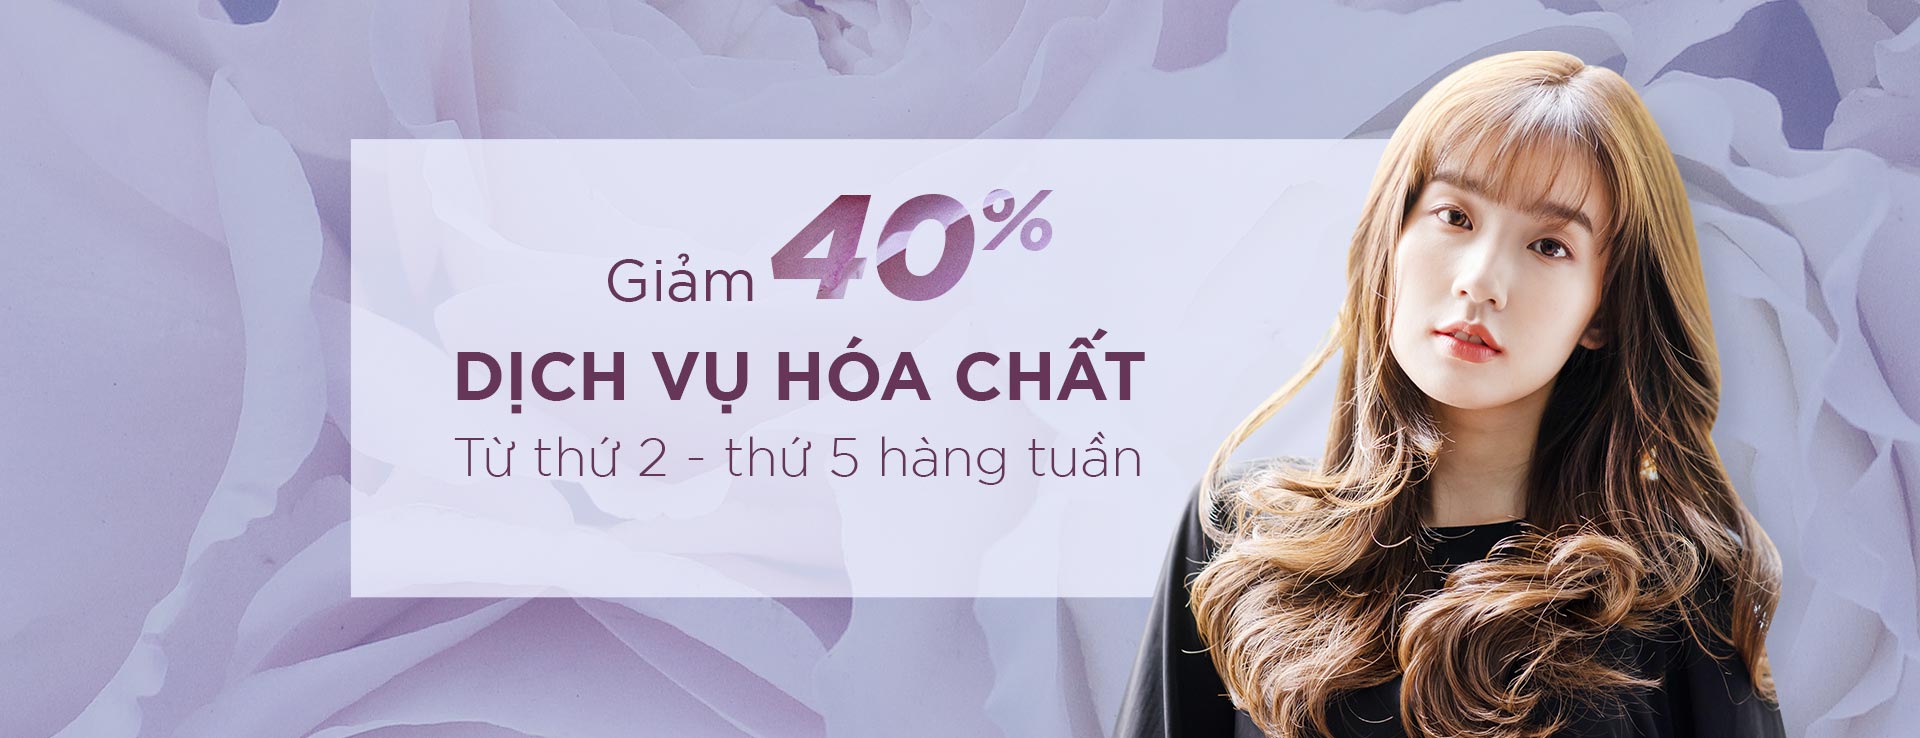 Giảm 40%
DỊCH VỤ HÓA CHẤT
Từ thứ 2 - thứ 5 hàng tuần